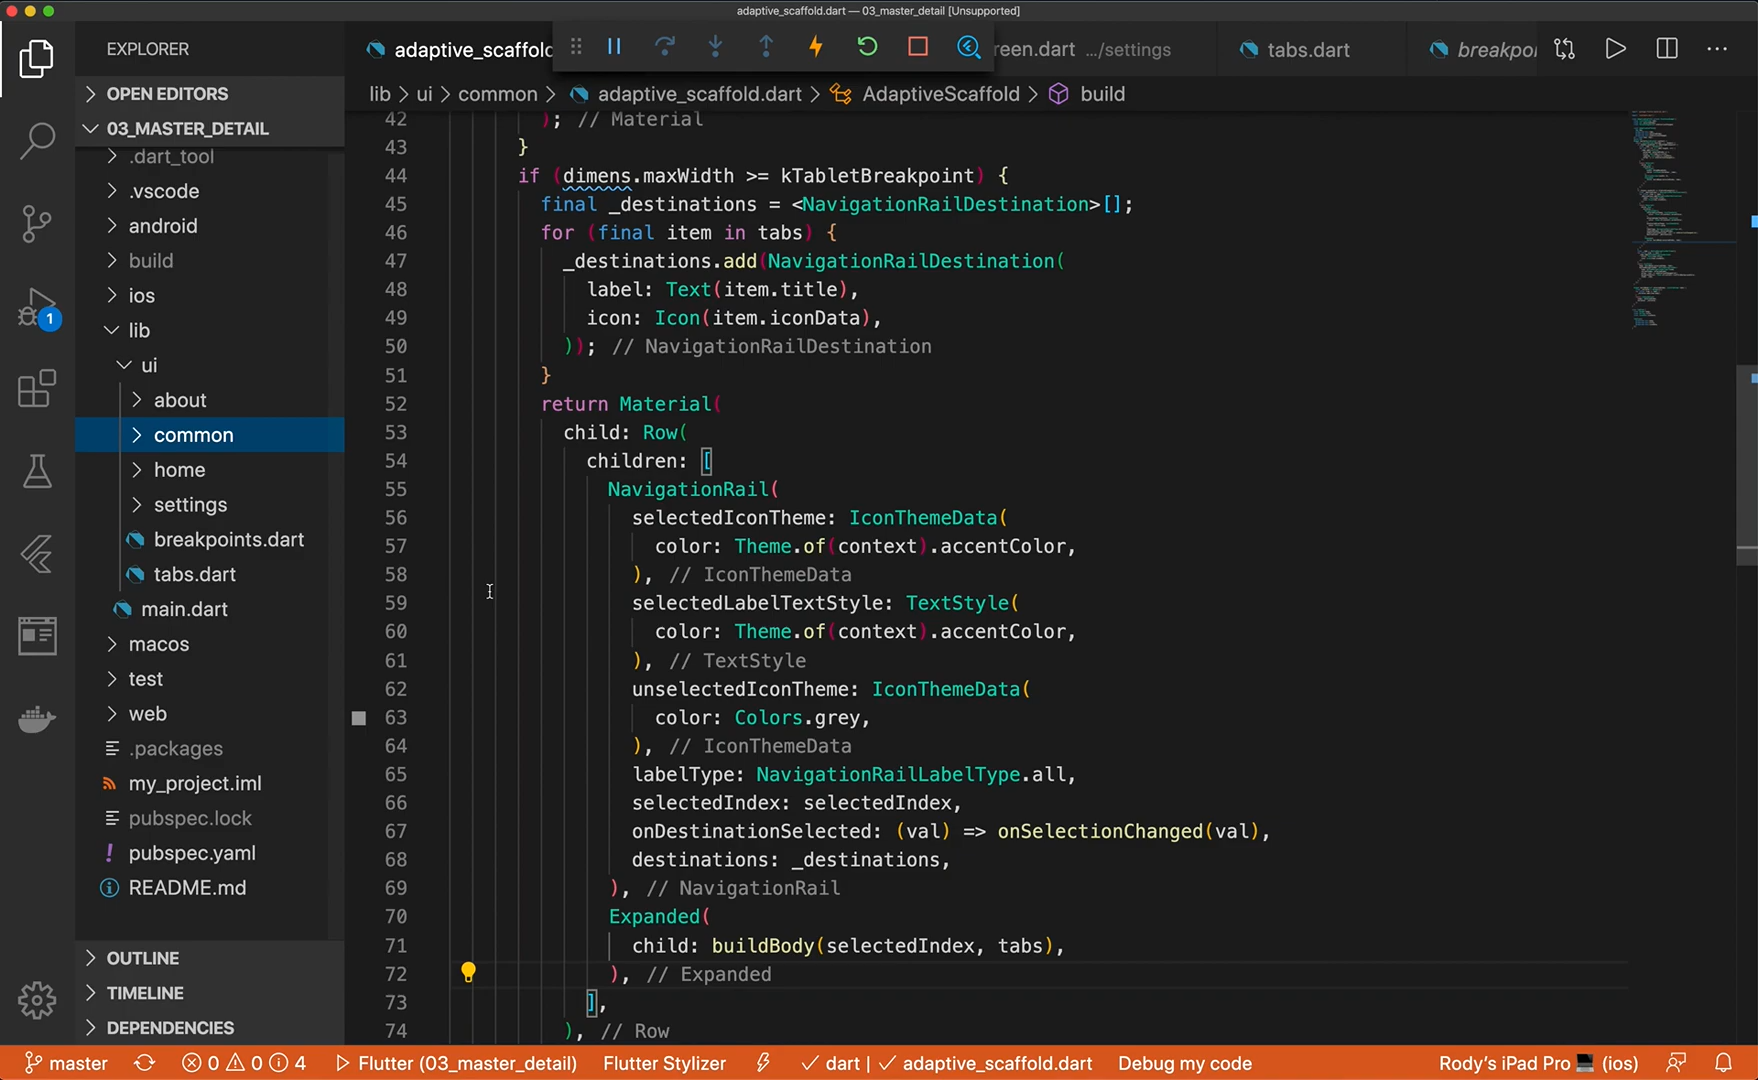 adaptive_scaffold.dart — 03_master_detail [Unsupported]
EXPLORER
adaptive_scaffold
reen.dart .../settings
tabs.dart
breakpoi
OPEN EDITORS
lib > ui > common > adaptive_scaffold.dart > AdaptiveScaffold > build
03_MASTER_DETAIL
.dart_tool
.vscode
android
build
ios
lib
ui
about
common
home
settings
breakpoints.dart
tabs.dart
main.dart
macos
test
web
.packages
my_project.iml
pubspec.lock
! pubspec.yaml
README.md
OUTLINE
TIMELINE
DEPENDENCIES
1
42 ); // Material
43 }
44 if (dimens.maxWidth >= kTabletBreakpoint) {
45 final _destinations = <NavigationRailDestination>[];
46 for (final item in tabs) {
47 _destinations.add(NavigationRailDestination(
48 label: Text(item.title),
49 icon: Icon(item.iconData),
50 )); // NavigationRailDestination
51 }
52 return Material(
53 child: Row(
54 children: [
55 NavigationRail(
56 selectedIconTheme: IconThemeData(
57 color: Theme.of(context).accentColor,
58 ), // IconThemeData
59 selectedLabelTextStyle: TextStyle(
60 color: Theme.of(context).accentColor,
61 ), // TextStyle
62 unselectedIconTheme: IconThemeData(
63 color: Colors.grey,
64 ), // IconThemeData
65 labelType: NavigationRailLabelType.all,
66 selectedIndex: selectedIndex,
67 onDestinationSelected: (val) => onSelectionChanged(val),
68 destinations: _destinations,
69 ), // NavigationRail
70 Expanded(
71 child: buildBody(selectedIndex, tabs),
72 ), // Expanded
73 ],
74 ), // Row
master 0 0 4 Flutter (03_master_detail) Flutter Stylizer ✓ dart | ✓ adaptive_scaffold.dart Debug my code Rody's iPad Pro (ios)